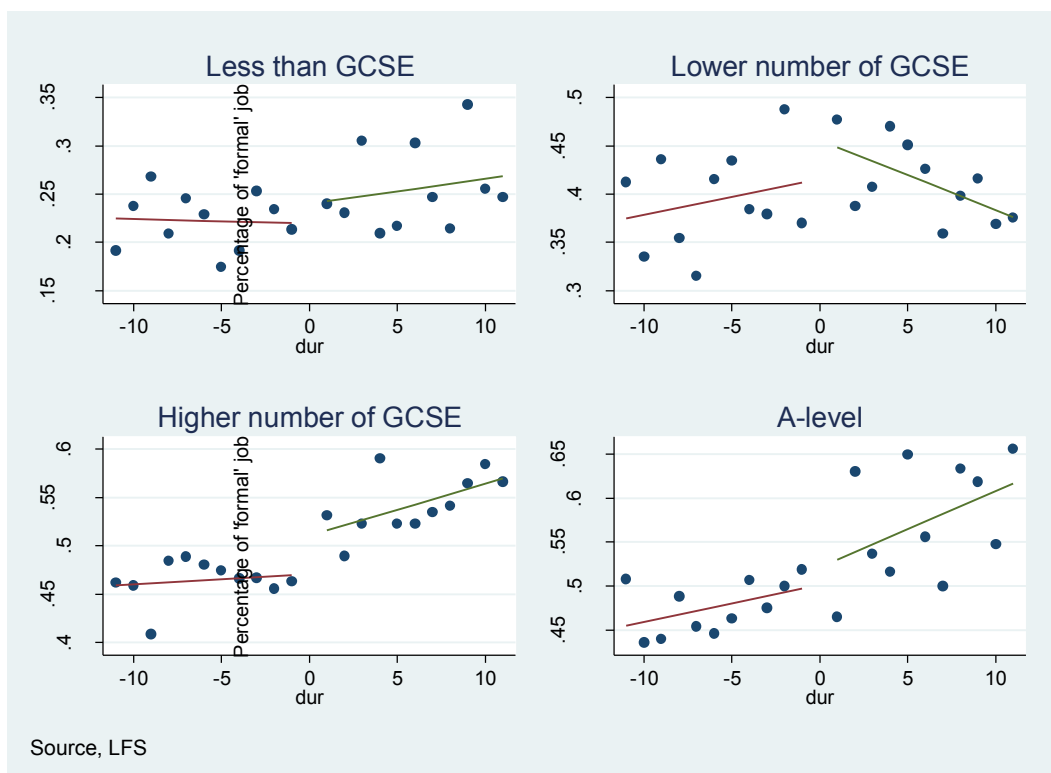 Less than GCSE
Percentage of 'formal' job
.35
.3
.25
.2
.15
-10 -5 0 5 10
dur
Lower number of GCSE
.5
.45
.4
.35
.3
-10 -5 0 5 10
dur
Higher number of GCSE
Percentage of 'formal' job
.6
.55
.5
.45
.4
-10 -5 0 5 10
dur
A-level
.65
.6
.55
.5
.45
-10 -5 0 5 10
dur
Source, LFS